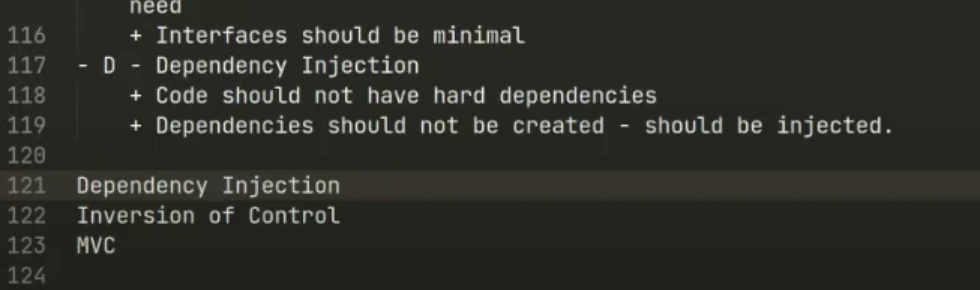 need
116 + Interfaces should be minimal
117 - D - Dependency Injection
118 + Code should not have hard dependencies
119 + Dependencies should not be created - should be injected.
120
121 Dependency Injection
122 Inversion of Control
123 MVC
124